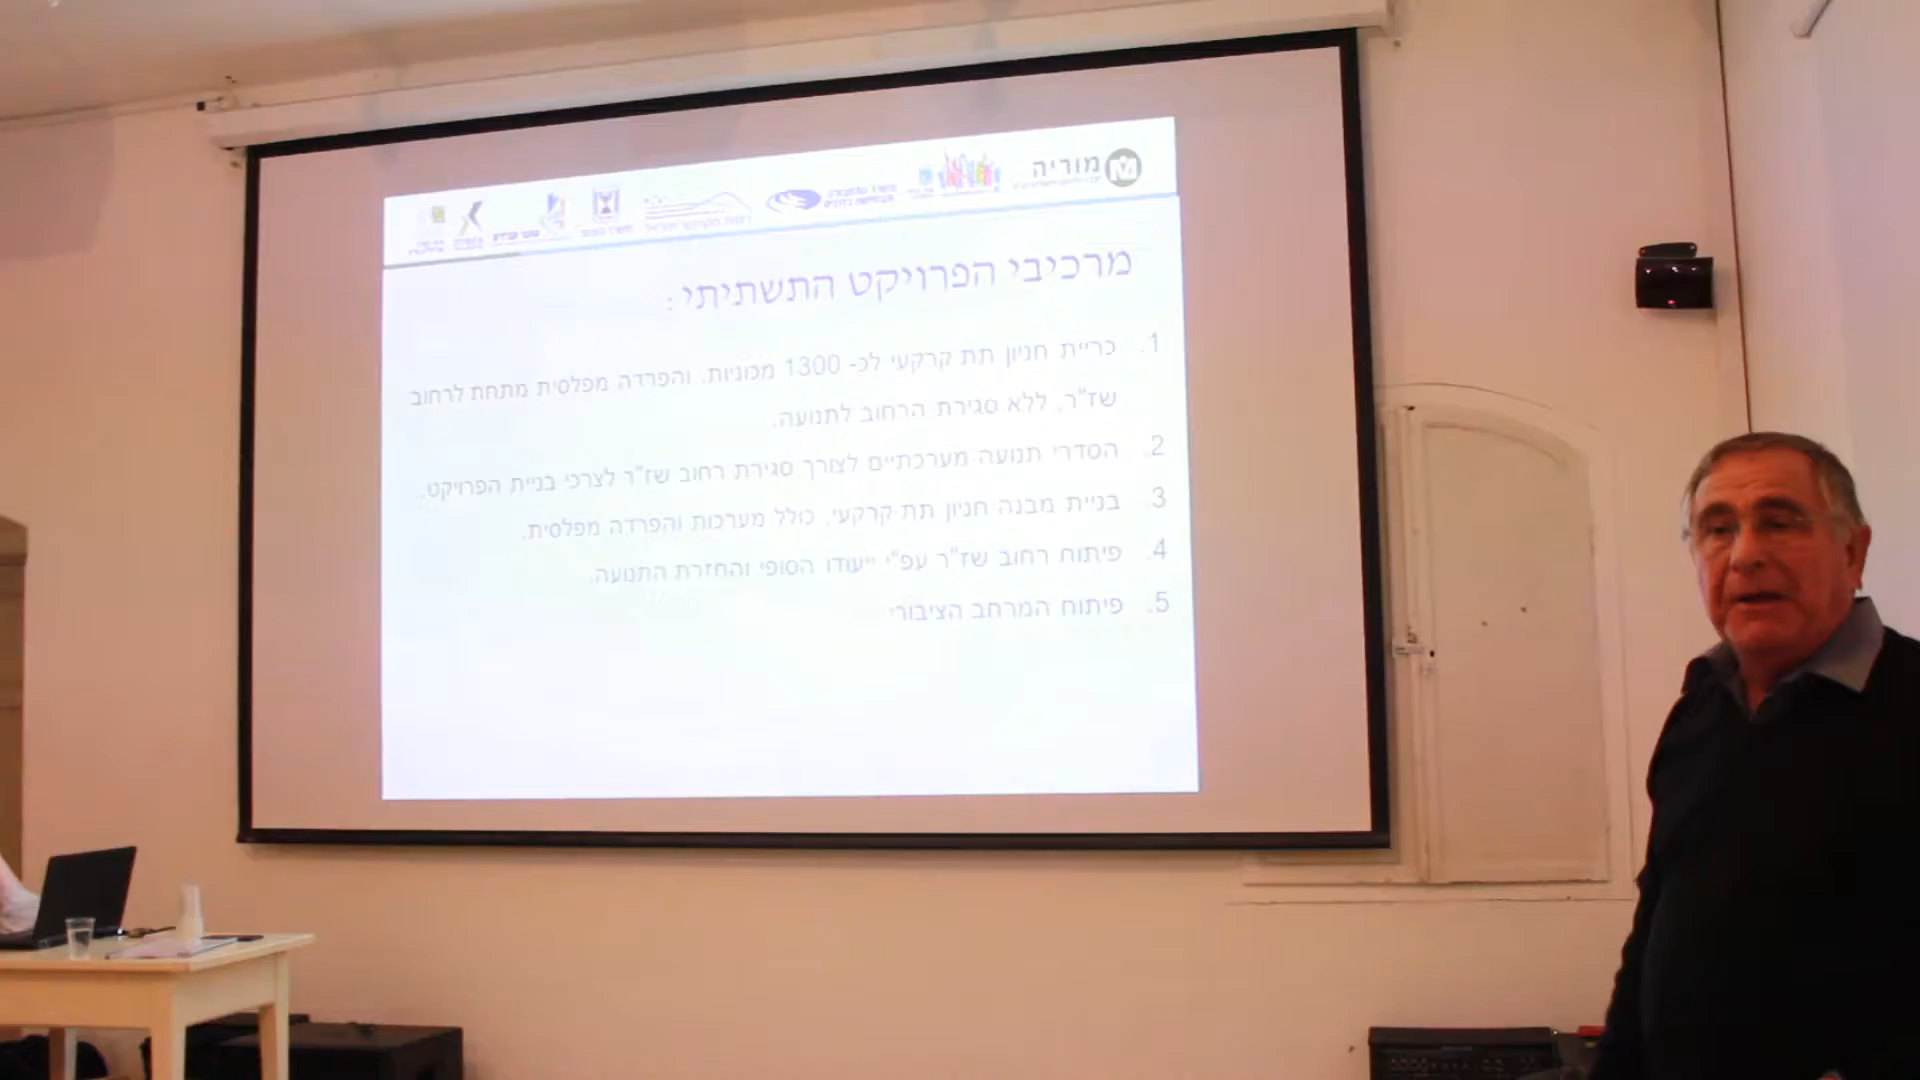 מוריה
מרכיבי הפרויקט התשתיתי:
1. כריית חניון תת קרקעי לכ- 1300 מכוניות. והפרדה מפלסית מתחת לרחוב
שז"ר, ללא סגירת הרחוב לתנועה.
2. הסדרי תנועה מערכתיים לצורך סגירת רחוב שז"ר לצרכי בניית הפרויקט.
3. בניית מבנה חניון תת קרקעי, כולל מערכות והפרדה מפלסית.
4. פיתוח רחוב שז"ר עפ"י ייעודו הסופי והחזרת התנועה.
5. פיתוח המרחב הציבורי